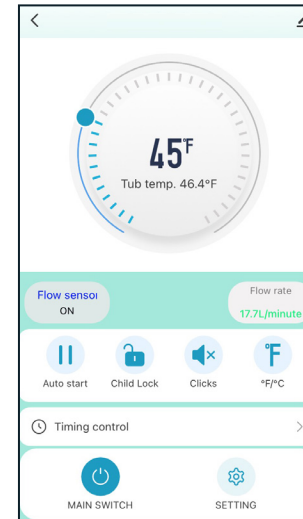 45°F
Tub temp. 46.4°F
Flow sensor
ON
Flow rate
17.7L/minute
°F
Auto start
Child Lock
Clicks
°F/°C
Timing control
MAIN SWITCH
SETTING